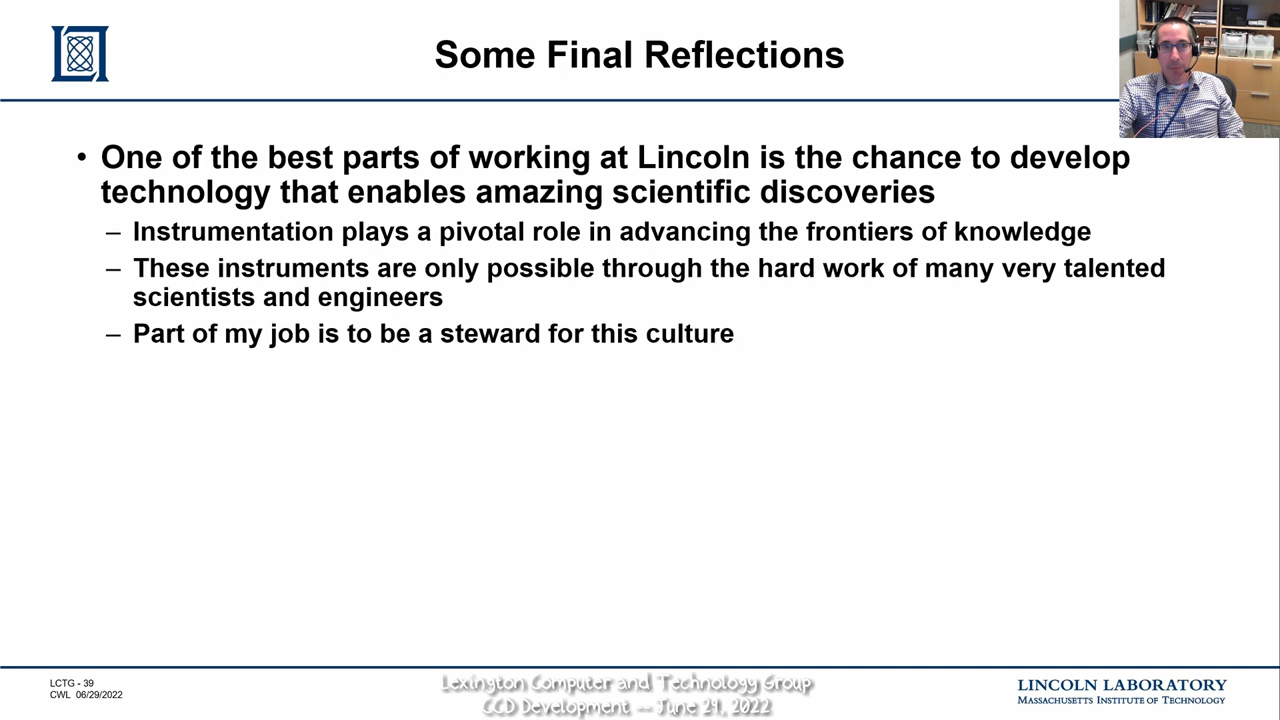 Some Final Reflections
• One of the best parts of working at Lincoln is the chance to develop
technology that enables amazing scientific discoveries
– Instrumentation plays a pivotal role in advancing the frontiers of knowledge
– These instruments are only possible through the hard work of many very talented
scientists and engineers
– Part of my job is to be a steward for this culture
LCTG - 39
CWL 06/29/2022
Lexington Computer and Technology Group
CCD Development -- June 29, 2022
LINCOLN LABORATORY
MASSACHUSETTS INSTITUTE OF TECHNOLOGY